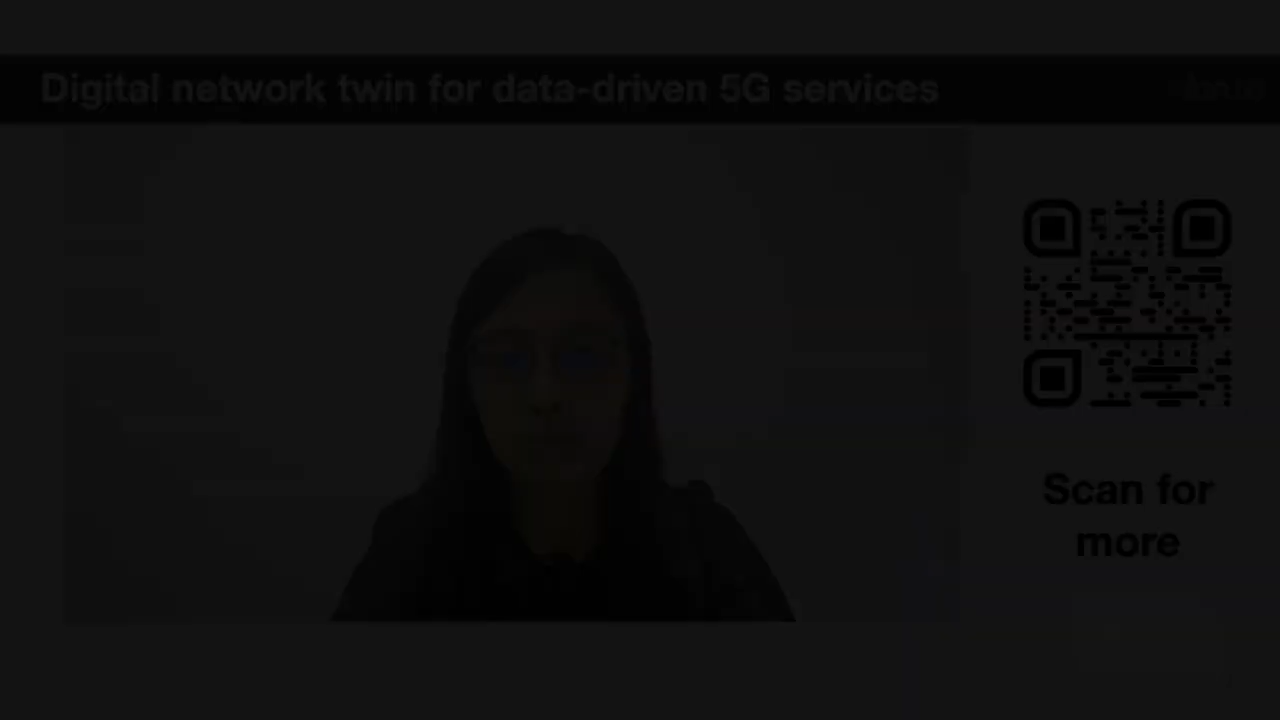 Digital network twin for data-driven 5G services
Scan for
more